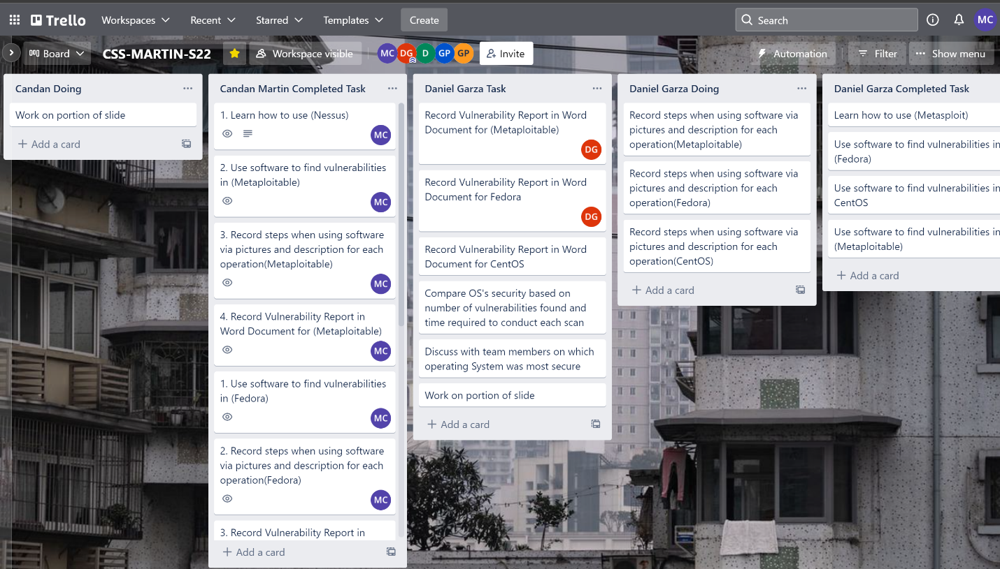 Trello
Workspaces
Recent
Starred
Templates
Create
Search
MC
Board
CSS-MARTIN-S22
Workspace visible
MC
DG
D
GP
GP
Invite
Automation
Filter
Show menu
Candan Doing
Work on portion of slide
Add a card
Candan Martin Completed Task
1. Learn how to use (Nessus)
MC
2. Use software to find vulnerabilities
in (Metaploitable)
MC
3. Record steps when using software
via pictures and description for each
operation(Metaploitable)
MC
4. Record Vulnerability Report in
Word Document for (Metaploitable)
MC
1. Use software to find vulnerabilities
in (Fedora)
MC
2. Record steps when using software
via pictures and description for each
operation(Fedora)
MC
3. Record Vulnerability Report in
Add a card
Daniel Garza Task
Record Vulnerability Report in Word
Document for (Metaploitable)
DG
Record Vulnerability Report in Word
Document for Fedora
DG
Record Vulnerability Report in Word
Document for CentOS
Compare OS's security based on
number of vulnerabilities found and
time required to conduct each scan
Discuss with team members on which
operating System was most secure
Work on portion of slide
Add a card
Daniel Garza Doing
Record steps when using software via
pictures and description for each
operation(Metaploitable)
Record steps when using software via
pictures and description for each
operation(Fedora)
Record steps when using software via
pictures and description for each
operation(CentOS)
Add a card
Daniel Garza Completed Task
Learn how to use (Metasploit)
Use software to find vulnerabilities in
(Fedora)
Use software to find vulnerabilities in
CentOS
Use software to find vulnerabilities in
(Metaploitable)
Add a card